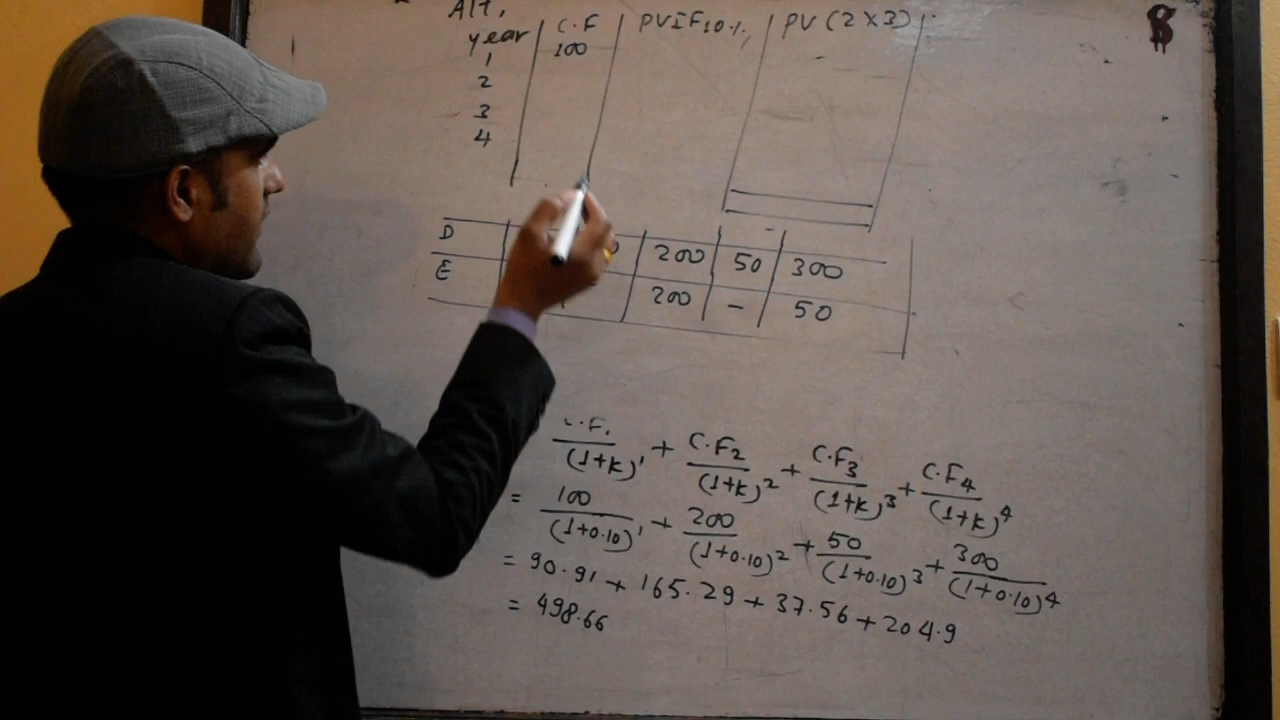 Alt,
year | C.F | PVIF10%, | PV (2 X 3)
1 100
2
3
4
D 200 50 300
E 200 - 50
C.F1/(1+k)^1 + C.F2/(1+k)^2 + C.F3/(1+k)^3 + C.F4/(1+k)^4
= 100/(1+0.10)^1 + 200/(1+0.10)^2 + 50/(1+0.10)^3 + 300/(1+0.10)^4
= 90.91 + 165.29 + 37.56 + 204.9
= 498.66